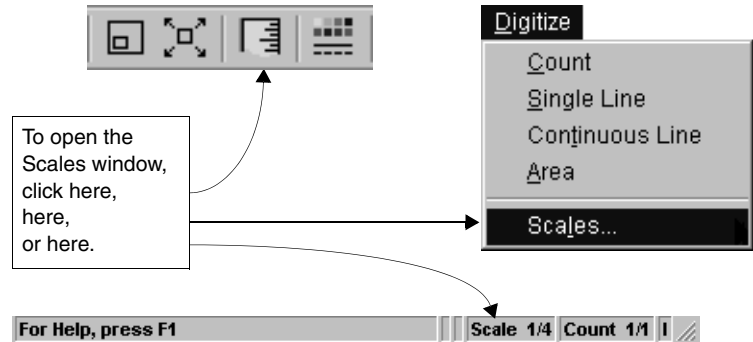 Digitize
Count
Single Line
Continuous Line
Area
Scales...
To open the
Scales window,
click here,
here,
or here.
For Help, press F1
Scale 1/4
Count 1/1
I